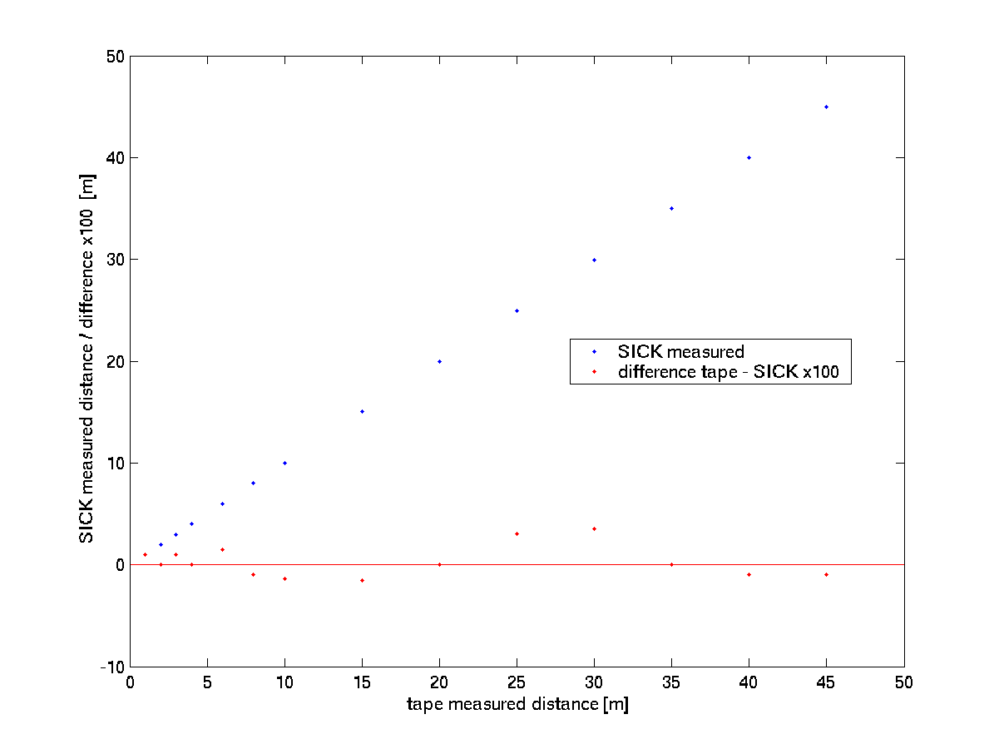 50
40
30
20
10
0
-10
SICK measured distance / difference x100 [m]
SICK measured
difference tape - SICK x100
0 5 10 15 20 25 30 35 40 45 50
tape measured distance [m]